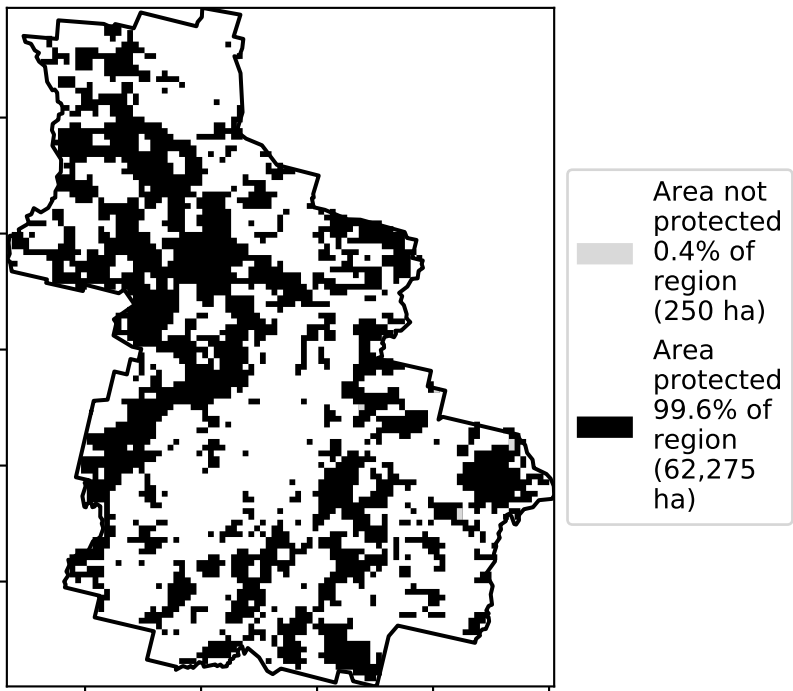 Area not
protected
0.4% of
region
(250 ha)
Area
protected
99.6% of
region
(62,275
ha)